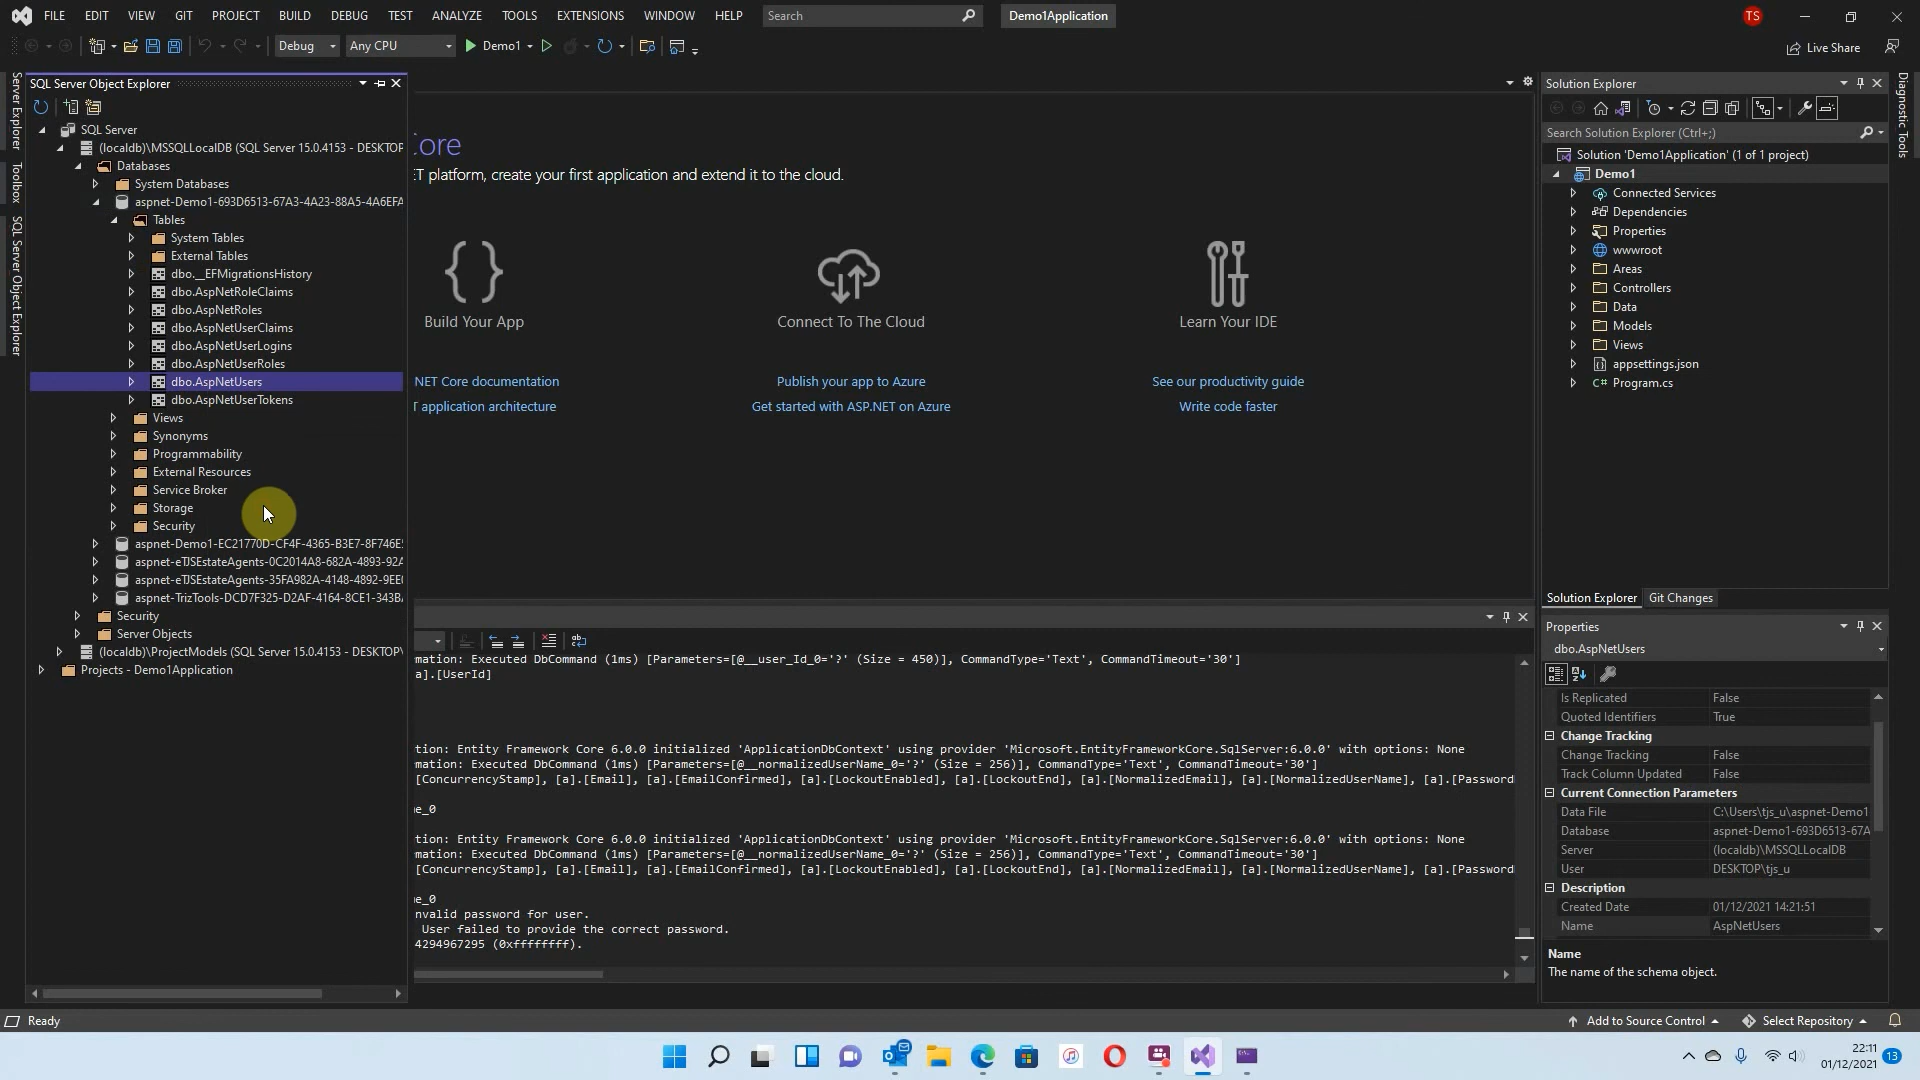 FILE EDIT VIEW GIT PROJECT BUILD DEBUG TEST ANALYZE TOOLS EXTENSIONS WINDOW HELP Search Demo1Application TS
Debug Any CPU Demo1 Live Share
Server Explorer
Toolbox
SQL Server Object Explorer
SQL Server Object Explorer
SQL Server
(localdb)\MSSQLLocalDB (SQL Server 15.0.4153 - DESKTOP
Databases
System Databases
aspnet-Demo1-693D6513-67A3-4A23-88A5-4A6EFA
Tables
System Tables
External Tables
dbo.__EFMigrationsHistory
dbo.AspNetRoleClaims
dbo.AspNetRoles
dbo.AspNetUserClaims
dbo.AspNetUserLogins
dbo.AspNetUserRoles
dbo.AspNetUsers
dbo.AspNetUserTokens
Views
Synonyms
Programmability
External Resources
Service Broker
Storage
Security
aspnet-Demo1-EC21770D-CF4F-4365-B3E7-8F746E
aspnet-eTJSEstateAgents-0C2014A8-682A-4893-92A
aspnet-eTJSEstateAgents-35FA982A-4148-4892-9EE
aspnet-TrizTools-DCD7F325-D2AF-4164-8CE1-343B
Security
Server Objects
(localdb)\ProjectModels (SQL Server 15.0.4153 - DESKTOP\
Projects - Demo1Application
Core
ET platform, create your first application and extend it to the cloud.
Build Your App
Connect To The Cloud
Learn Your IDE
NET Core documentation
Publish your app to Azure
See our productivity guide
T application architecture
Get started with ASP.NET on Azure
Write code faster
mation: Executed DbCommand (1ms) [Parameters=[@__user_Id_0='?' (Size = 450)], CommandType='Text', CommandTimeout='30']
a].[UserId]
tion: Entity Framework Core 6.0.0 initialized 'ApplicationDbContext' using provider 'Microsoft.EntityFrameworkCore.SqlServer:6.0.0' with options: None
mation: Executed DbCommand (1ms) [Parameters=[@__normalizedUserName_0='?' (Size = 256)], CommandType='Text', CommandTimeout='30']
[ConcurrencyStamp], [a].[Email], [a].[EmailConfirmed], [a].[LockoutEnabled], [a].[LockoutEnd], [a].[NormalizedEmail], [a].[NormalizedUserName], [a].[Password
me_0
tion: Entity Framework Core 6.0.0 initialized 'ApplicationDbContext' using provider 'Microsoft.EntityFrameworkCore.SqlServer:6.0.0' with options: None
mation: Executed DbCommand (1ms) [Parameters=[@__normalizedUserName_0='?' (Size = 256)], CommandType='Text', CommandTimeout='30']
[ConcurrencyStamp], [a].[Email], [a].[EmailConfirmed], [a].[LockoutEnabled], [a].[LockoutEnd], [a].[NormalizedEmail], [a].[NormalizedUserName], [a].[Password
me_0
nvalid password for user.
User failed to provide the correct password.
4294967295 (0xffffffff).
Solution Explorer
Search Solution Explorer (Ctrl+;)
Solution 'Demo1Application' (1 of 1 project)
Demo1
Connected Services
Dependencies
Properties
wwwroot
Areas
Controllers
Data
Models
Views
appsettings.json
C# Program.cs
Solution Explorer Git Changes
Properties
dbo.AspNetUsers
Is Replicated False
Quoted Identifiers True
Change Tracking
Change Tracking False
Track Column Updated False
Current Connection Parameters
Data File C:\Users\tjs_u\aspnet-Demo1
Database aspnet-Demo1-693D6513-67A
Server (localdb)\MSSQLLocalDB
User DESKTOP\tjs_u
Description
Created Date 01/12/2021 14:21:51
Name AspNetUsers
Name
The name of the schema object.
Diagnostic Tools
Ready Add to Source Control Select Repository
22:11
01/12/2021 13